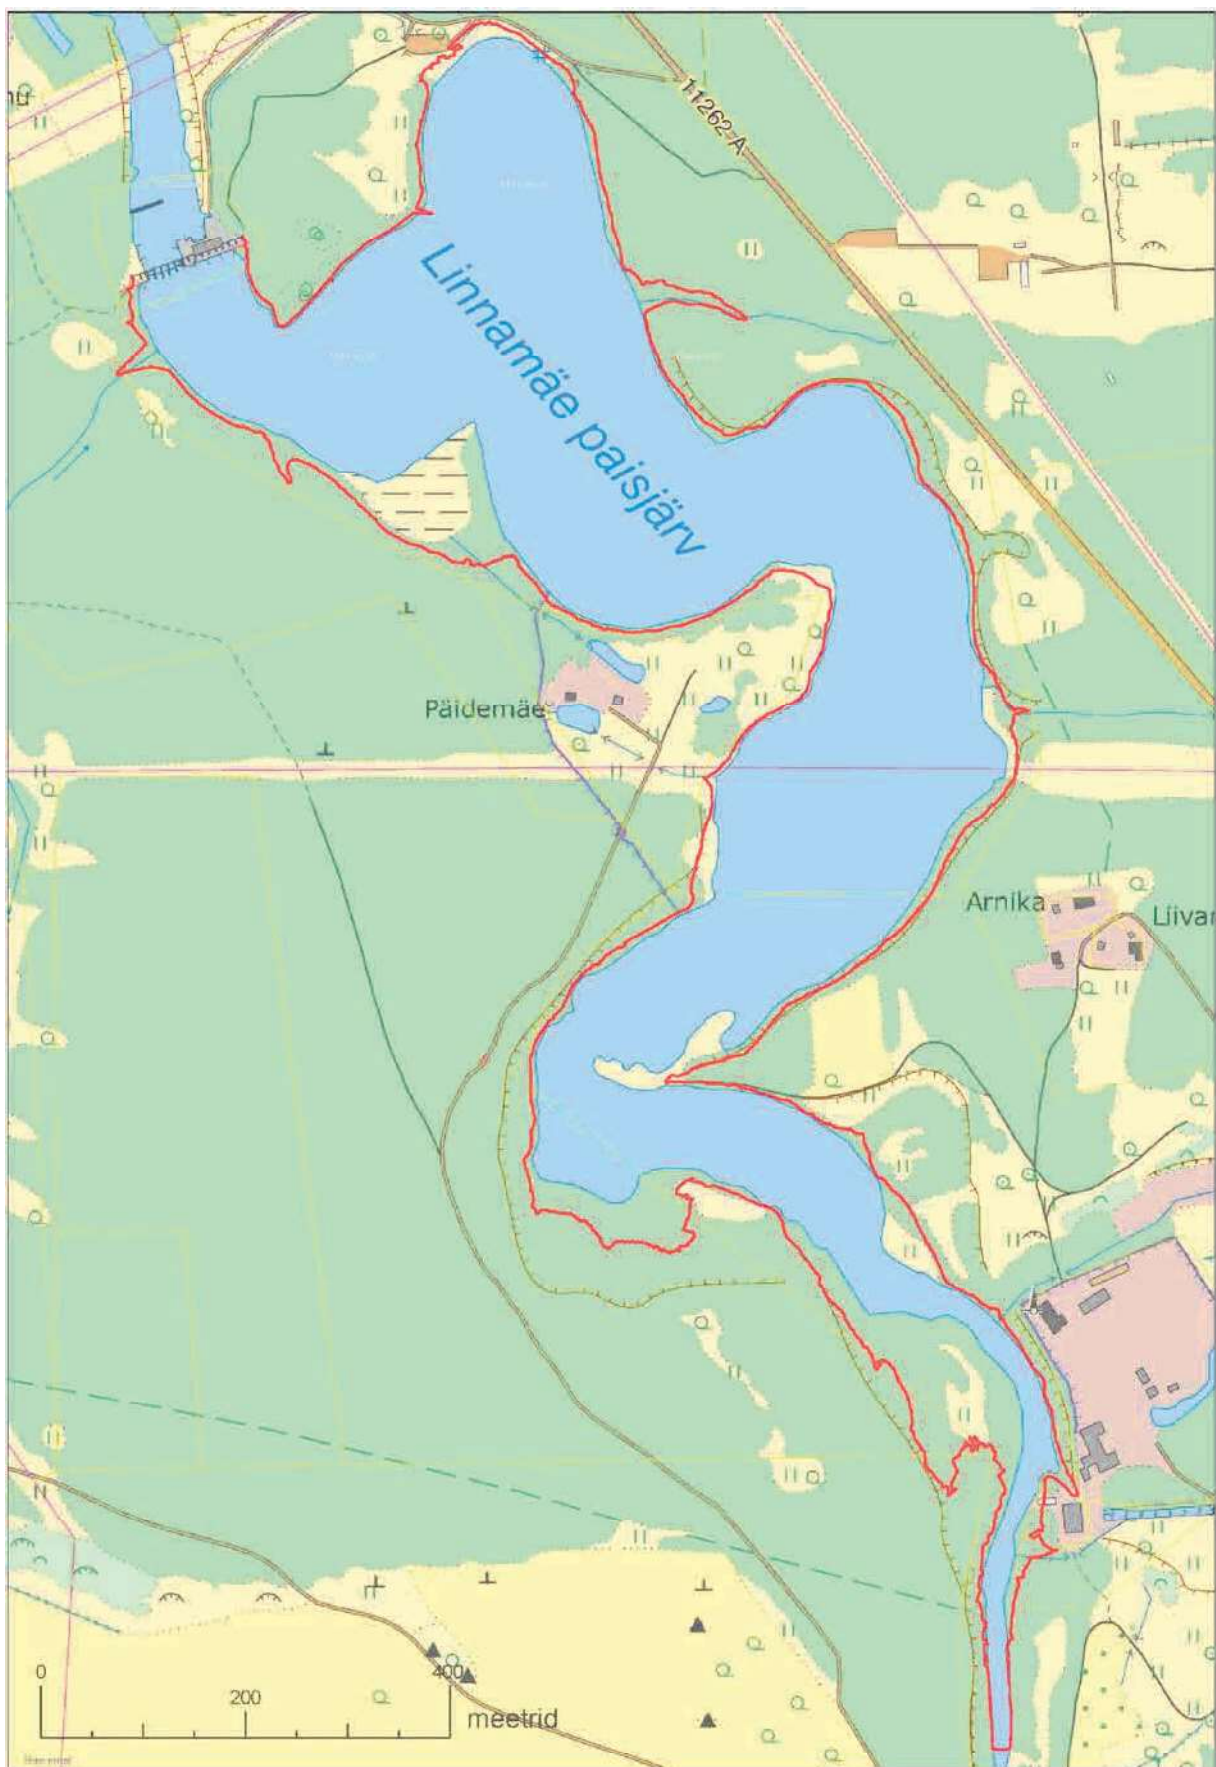 11262 A
Linnamäe paisjärv
Päidemäe
Arnika
Liivar
N
0
400
200
meetrid